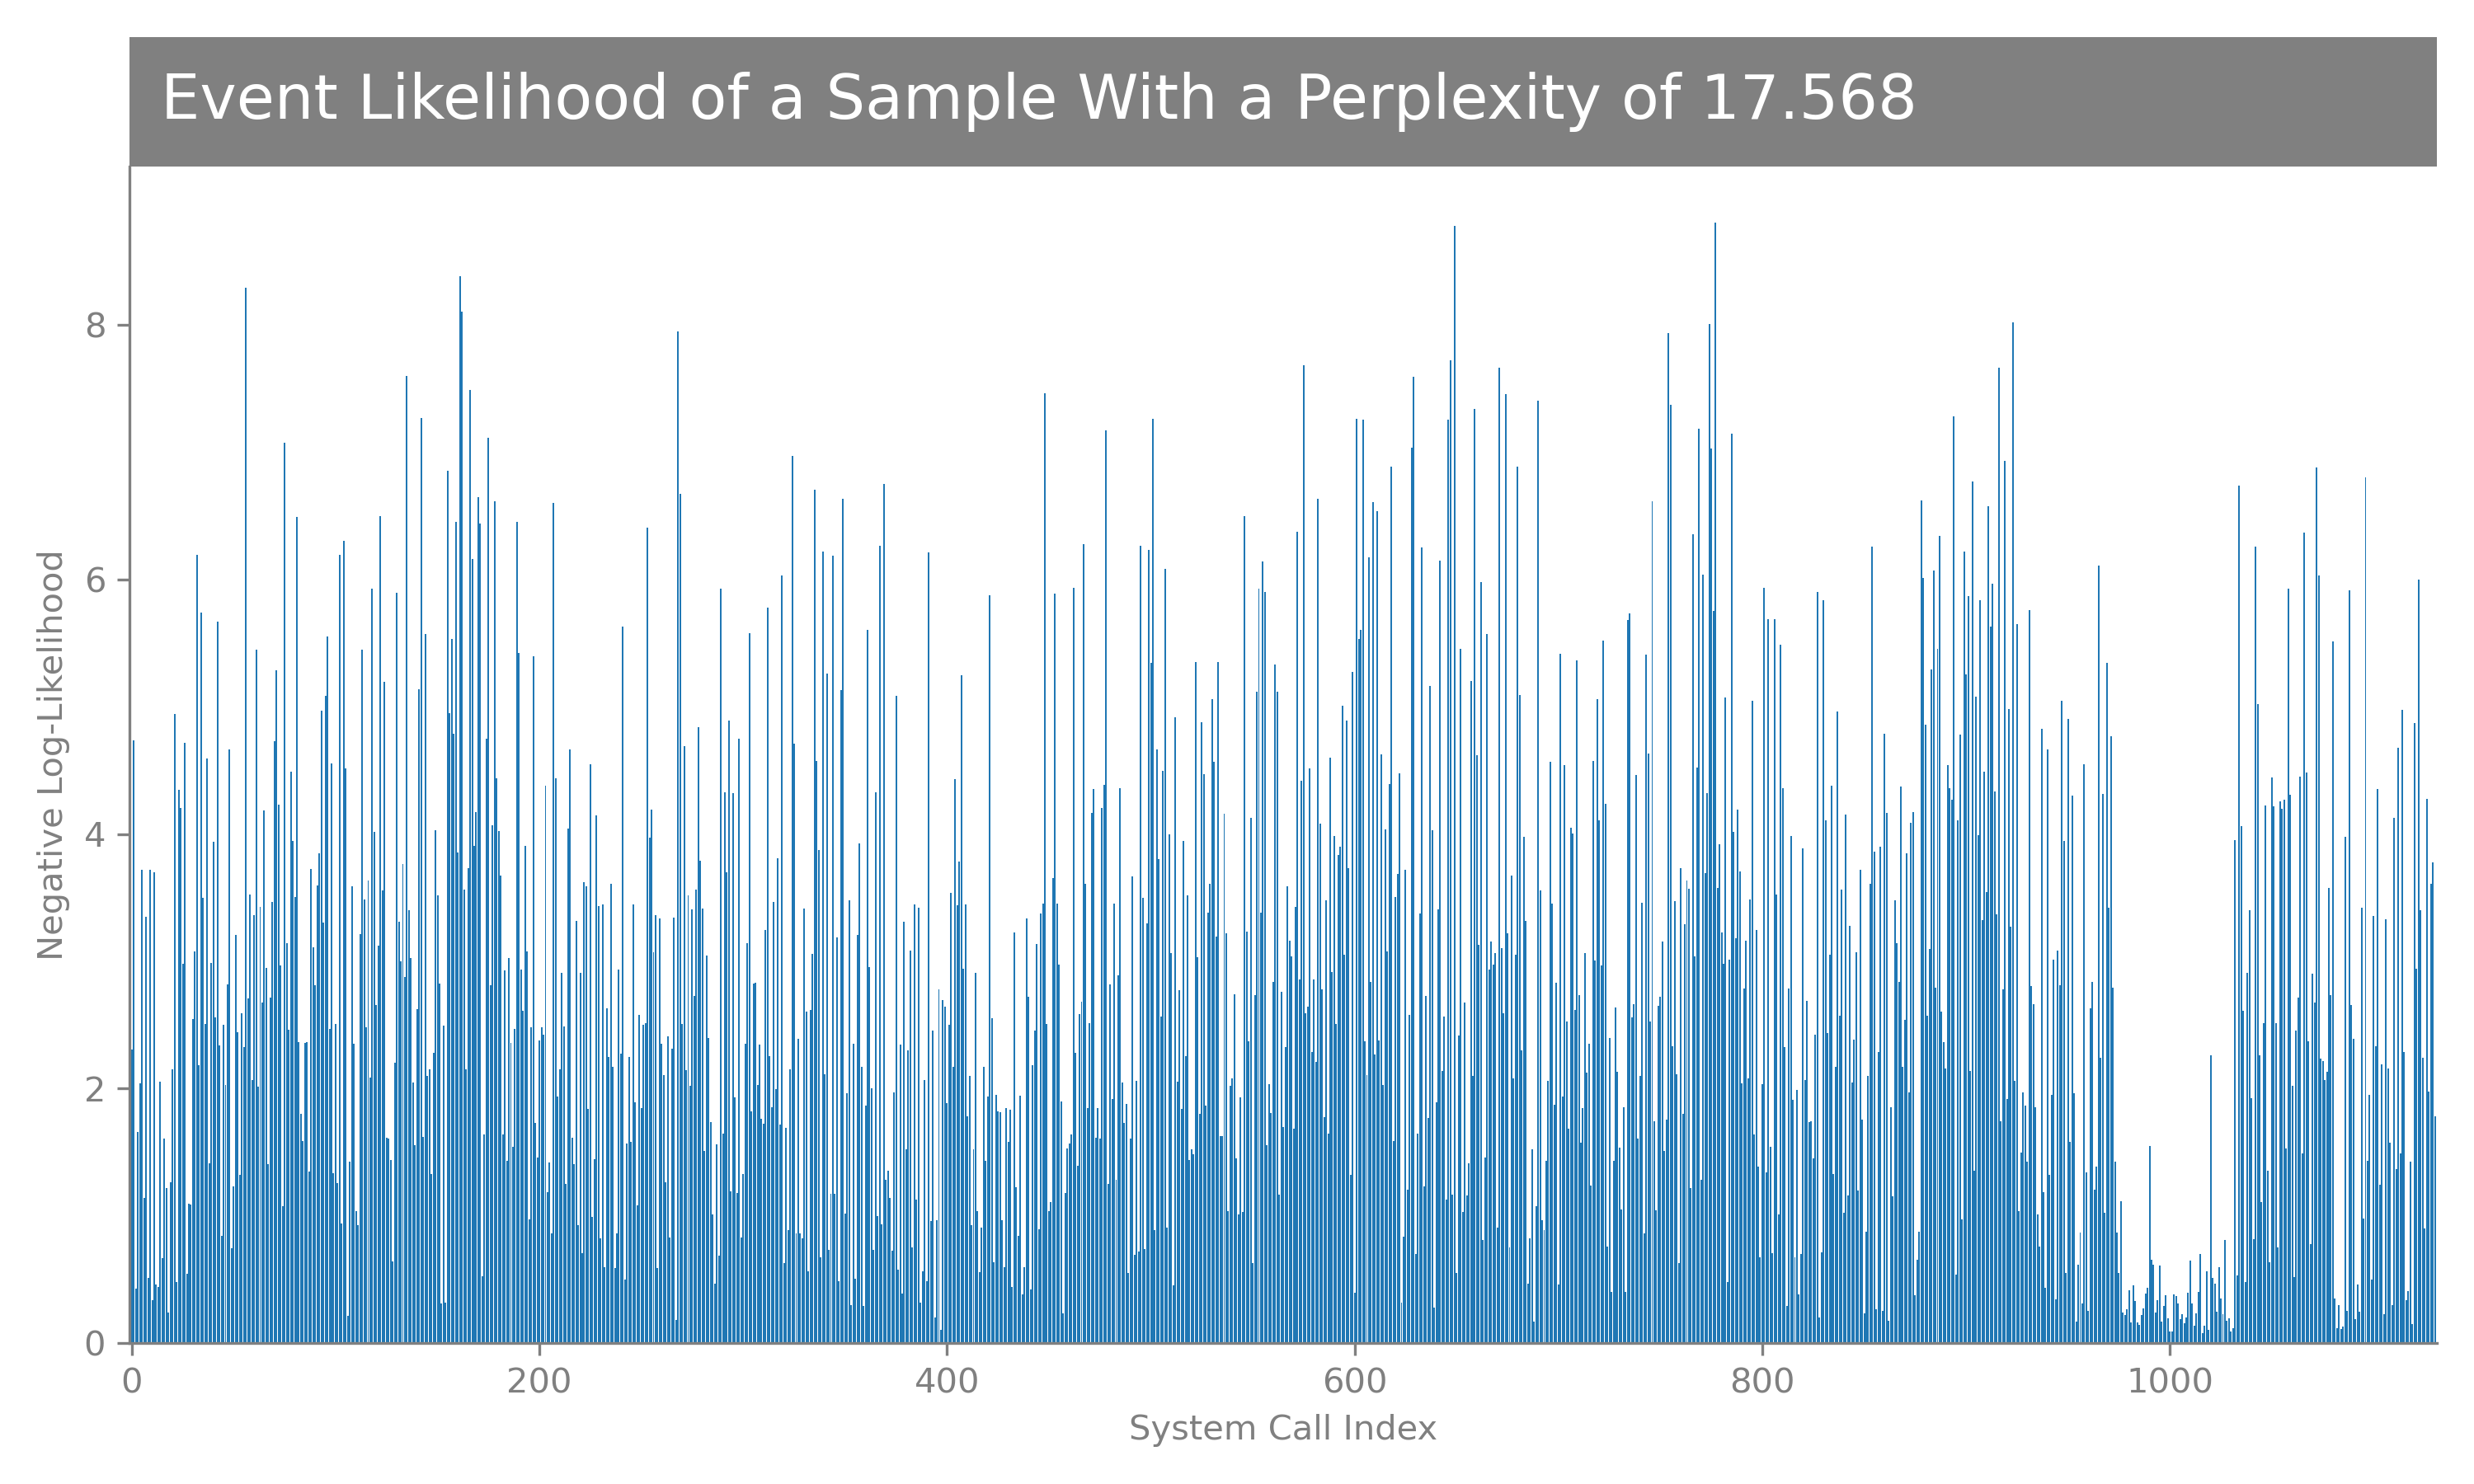 Event Likelihood of a Sample With a Perplexity of 17.568
Negative Log-Likelihood
8
6
4
2
0
0 200 400 600 800 1000
System Call Index